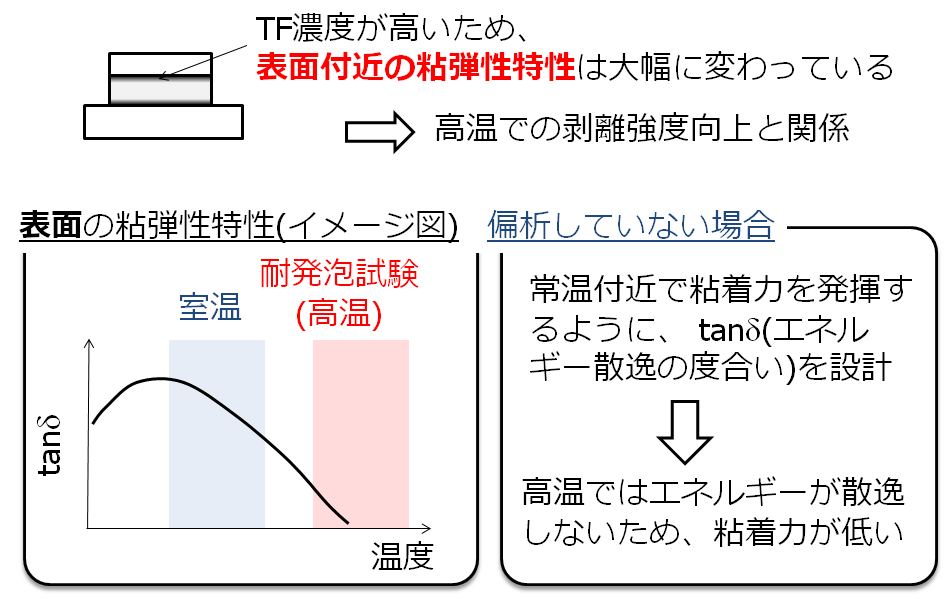 TF濃度が高いため、
表面付近の粘弾性特性は大幅に変わっている
高温での剥離強度向上と関係
表面の粘弾性特性(イメージ図)
室温
耐発泡試験
(高温)
tanδ
温度
偏析していない場合
常温付近で粘着力を発揮す
るように、 tanδ(エネル
ギー散逸の度合い)を設計
高温ではエネルギーが散逸
しないため、粘着力が低い